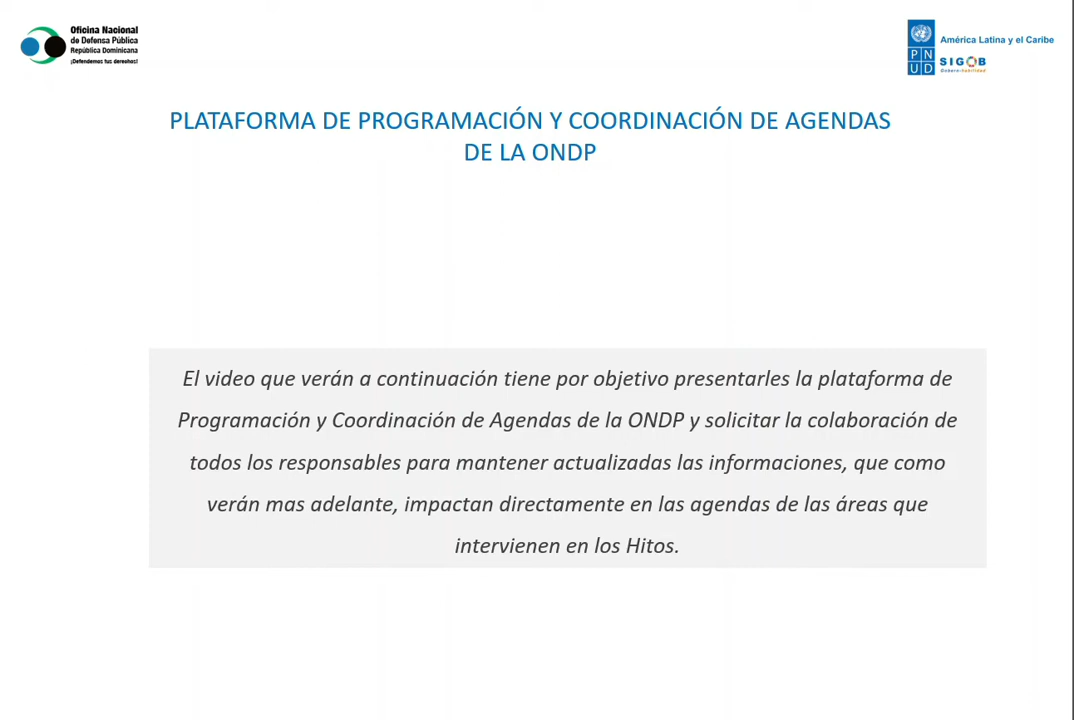 Oficina Nacional
de Defensa Pública
República Dominicana
¡Defendemos tus derechos!
PN
UD
América Latina y el Caribe
SIGOB
Gobernabilidad
PLATAFORMA DE PROGRAMACIÓN Y COORDINACIÓN DE AGENDAS
DE LA ONDP
El video que verán a continuación tiene por objetivo presentarles la plataforma de
Programación y Coordinación de Agendas de la ONDP y solicitar la colaboración de
todos los responsables para mantener actualizadas las informaciones, que como
verán mas adelante, impactan directamente en las agendas de las áreas que
intervienen en los Hitos.